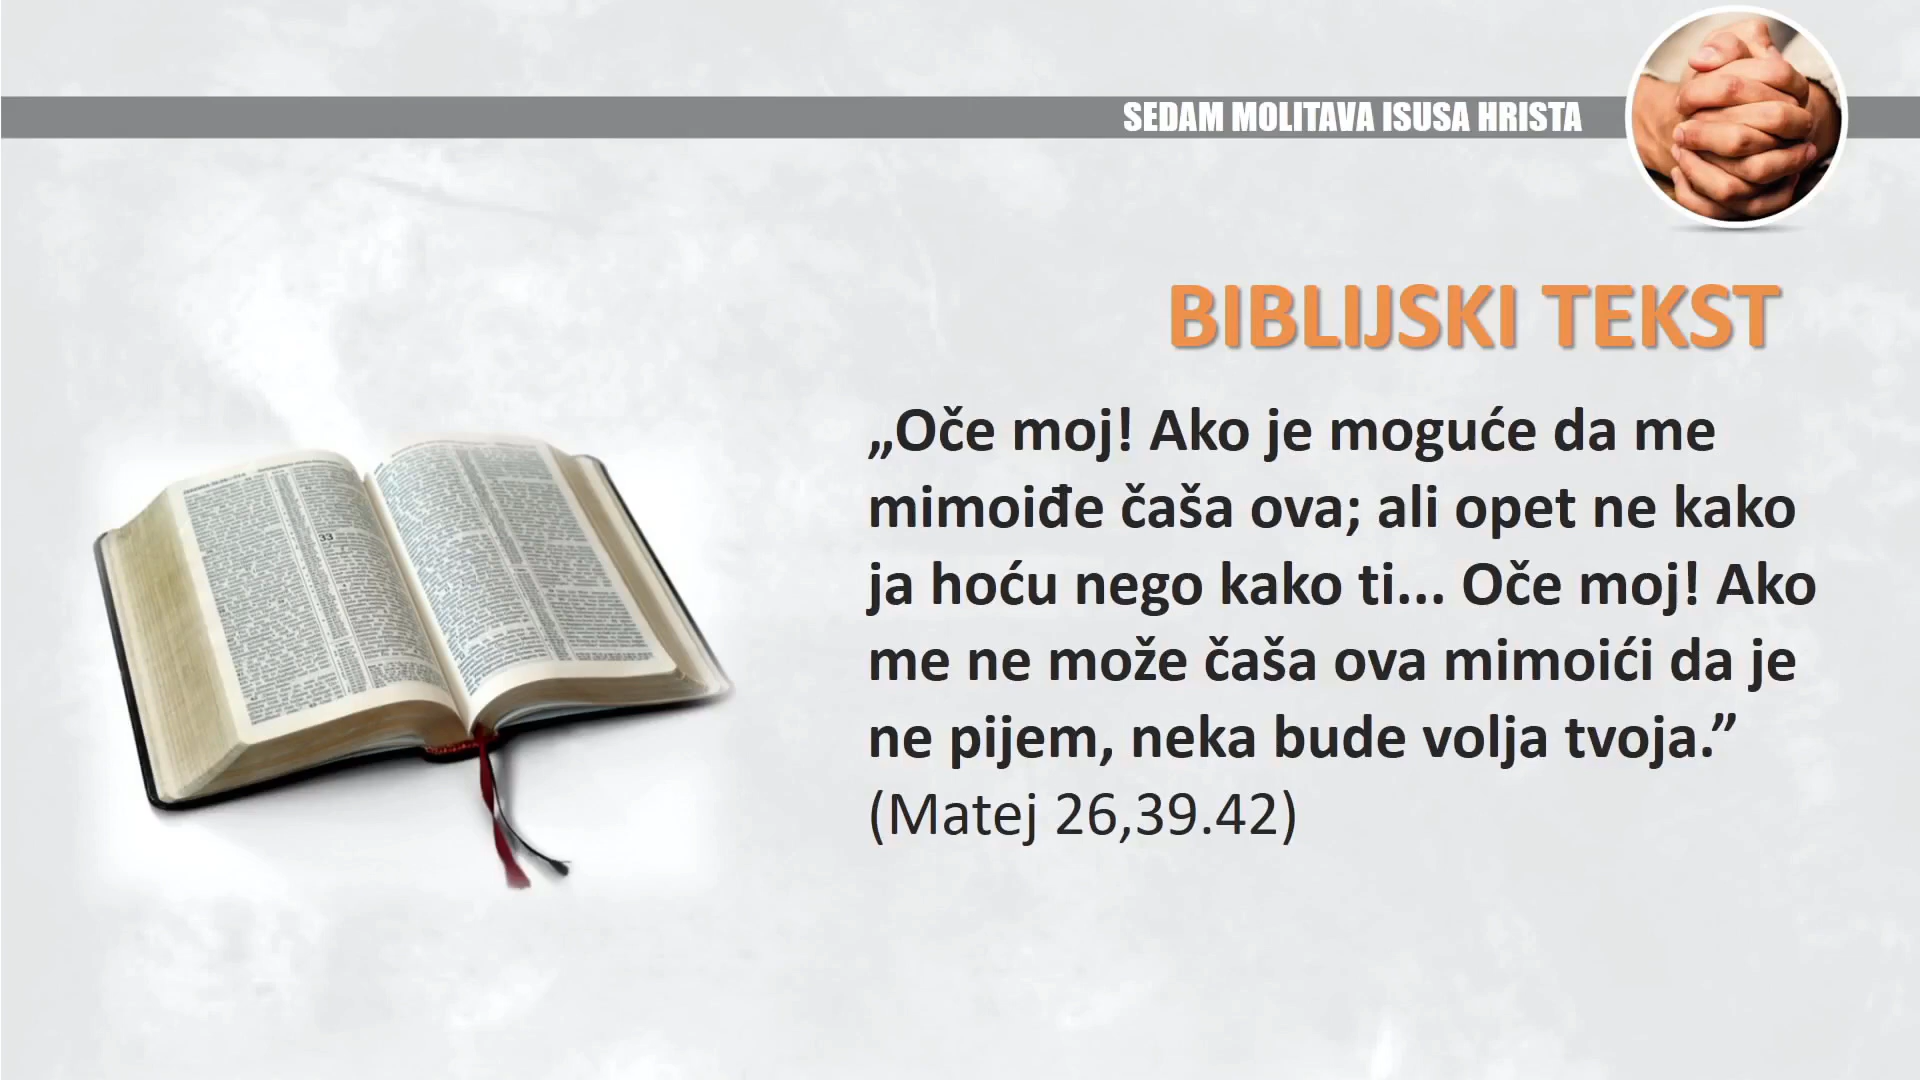 SEDAM MOLITAVA ISUSA HRISTA
BIBLIJSKI TEKST
„Oče moj! Ako je moguće da me
mimoiđe čaša ova; ali opet ne kako
ja hoću nego kako ti... Oče moj! Ako
me ne može čaša ova mimoići da je
ne pijem, neka bude volja tvoja.”
(Matej 26,39.42)
33